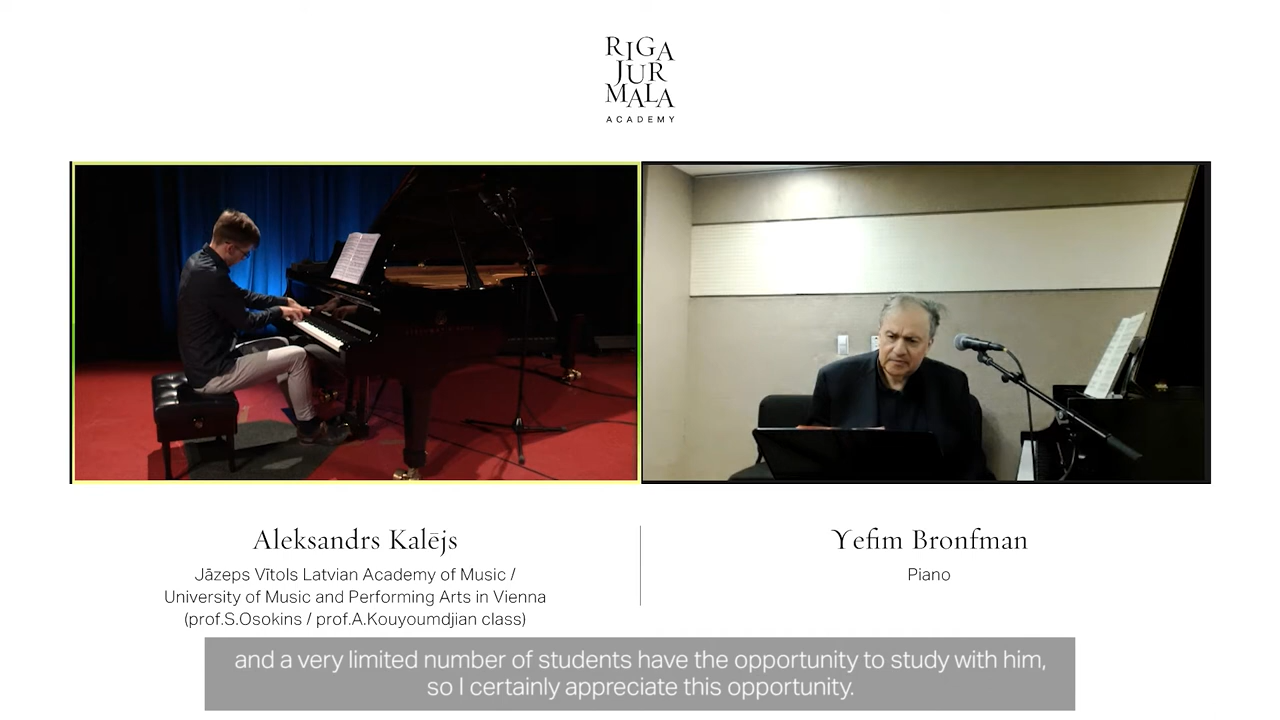 RIGA
JUR
MALA
ACADEMY
Aleksandrs Kalējs
Jāzeps Vītols Latvian Academy of Music /
University of Music and Performing Arts in Vienna
(prof.S.Osokins / prof.A.Kouyoumdjian class)
Yefim Bronfman
Piano
and a very limited number of students have the opportunity to study with him,
so I certainly appreciate this opportunity.